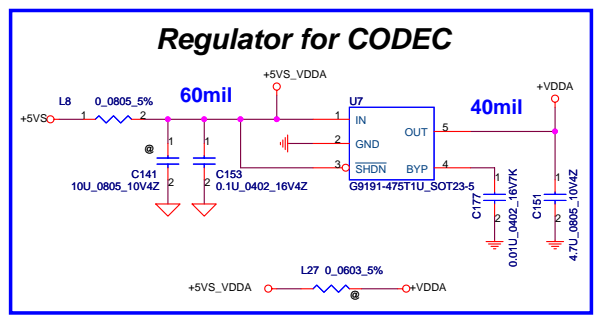 Regulator for CODEC
+5VS_VDDA
L8 0_0805_5% 60mil U7 40mil +VDDA
+5VS 1 2 1 IN OUT 5
2 GND
3 SHDN BYP 4
@ 1 1 1 1
C141 C153 G9191-475T1U_SOT23-5
10U_0805_10V4Z 0.1U_0402_16V4Z
2 2 2 2
C177
0.01U_0402_16V7K
C151
4.7U_0805_10V4Z
L27 0_0603_5%
+5VS_VDDA @ +VDDA